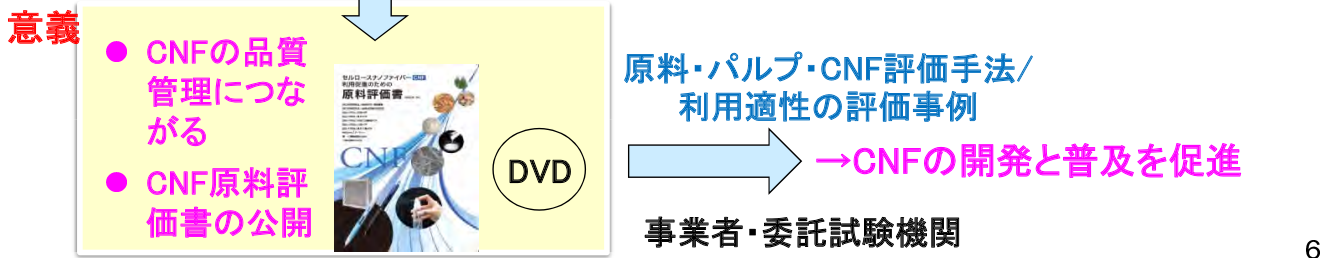 意義
● CNFの品質
管理につな
がる
● CNF原料評
価書の公開
セルロースナノファイバー CNF
利用促進のための
原料評価書
CNF
DVD
原料・パルプ・CNF評価手法/
利用適性の評価事例
→CNFの開発と普及を促進
事業者・委託試験機関
6